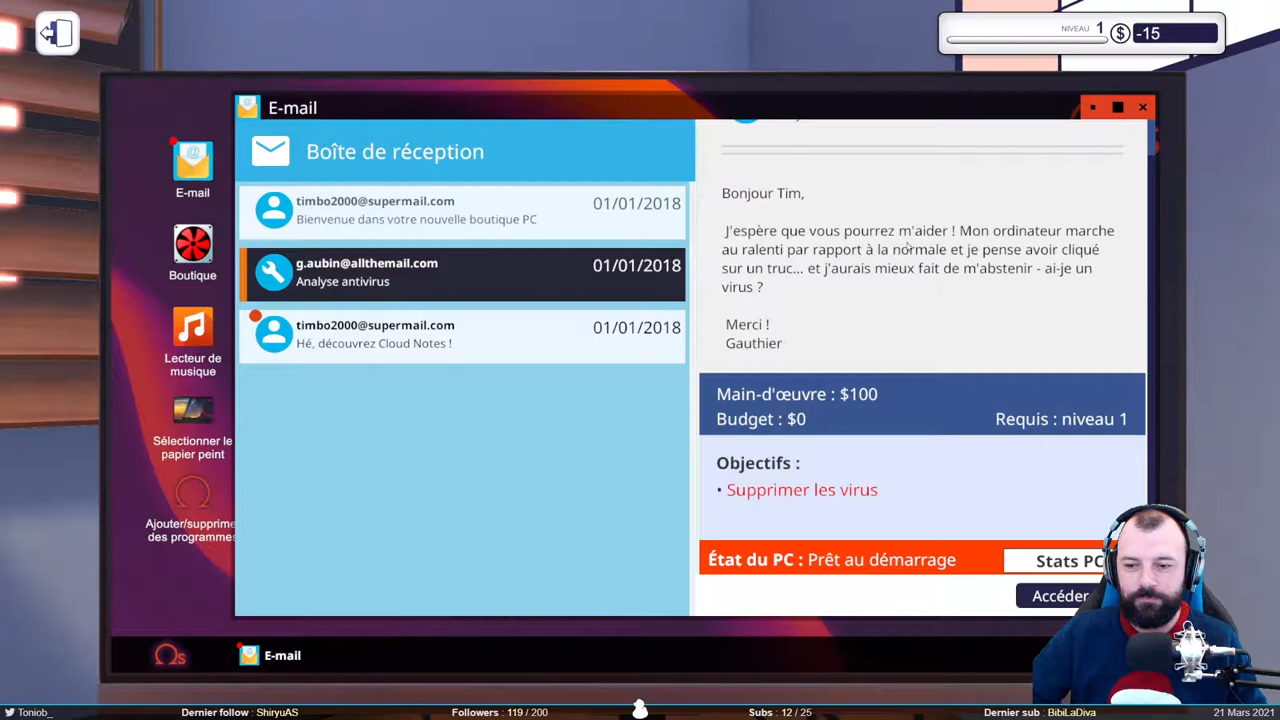 NIVEAU 1 $ -15
E-mail
Boîte de réception
timbo2000@supermail.com 01/01/2018
Bienvenue dans votre nouvelle boutique PC
g.aubin@allthemail.com 01/01/2018
Analyse antivirus
timbo2000@supermail.com 01/01/2018
Hé, découvrez Cloud Notes !
E-mail
Boutique
Lecteur de
musique
Sélectionner le
papier peint
Ajouter/supprime
des programmes
Bonjour Tim,
J'espère que vous pourrez m'aider ! Mon ordinateur marche
au ralenti par rapport à la normale et je pense avoir cliqué
sur un truc... et j'aurais mieux fait de m'abstenir - ai-je un
virus ?
Merci !
Gauthier
Main-d'œuvre : $100
Budget : $0 Requis : niveau 1
Objectifs :
• Supprimer les virus
État du PC : Prêt au démarrage Stats PC
Accéder
Ωs E-mail
Toniob_ Dernier follow : ShiryuAS Followers : 119 / 200 Subs : 12 / 25 Dernier sub : BibiLaDiva 21 Mars 2021